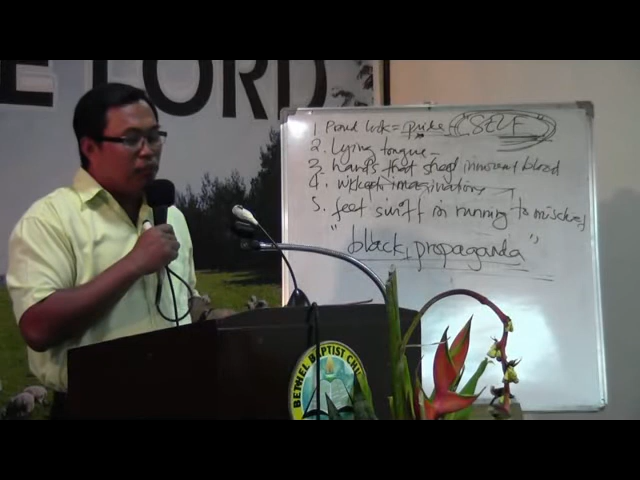 E LORD
1. Proud look = pride (SELF)
2. Lying tongue -
3. hands that shed innocent blood
4. wicked imaginations
5. feet swift in running to mischief
"black propaganda"
BETHEL BAPTIST CHU